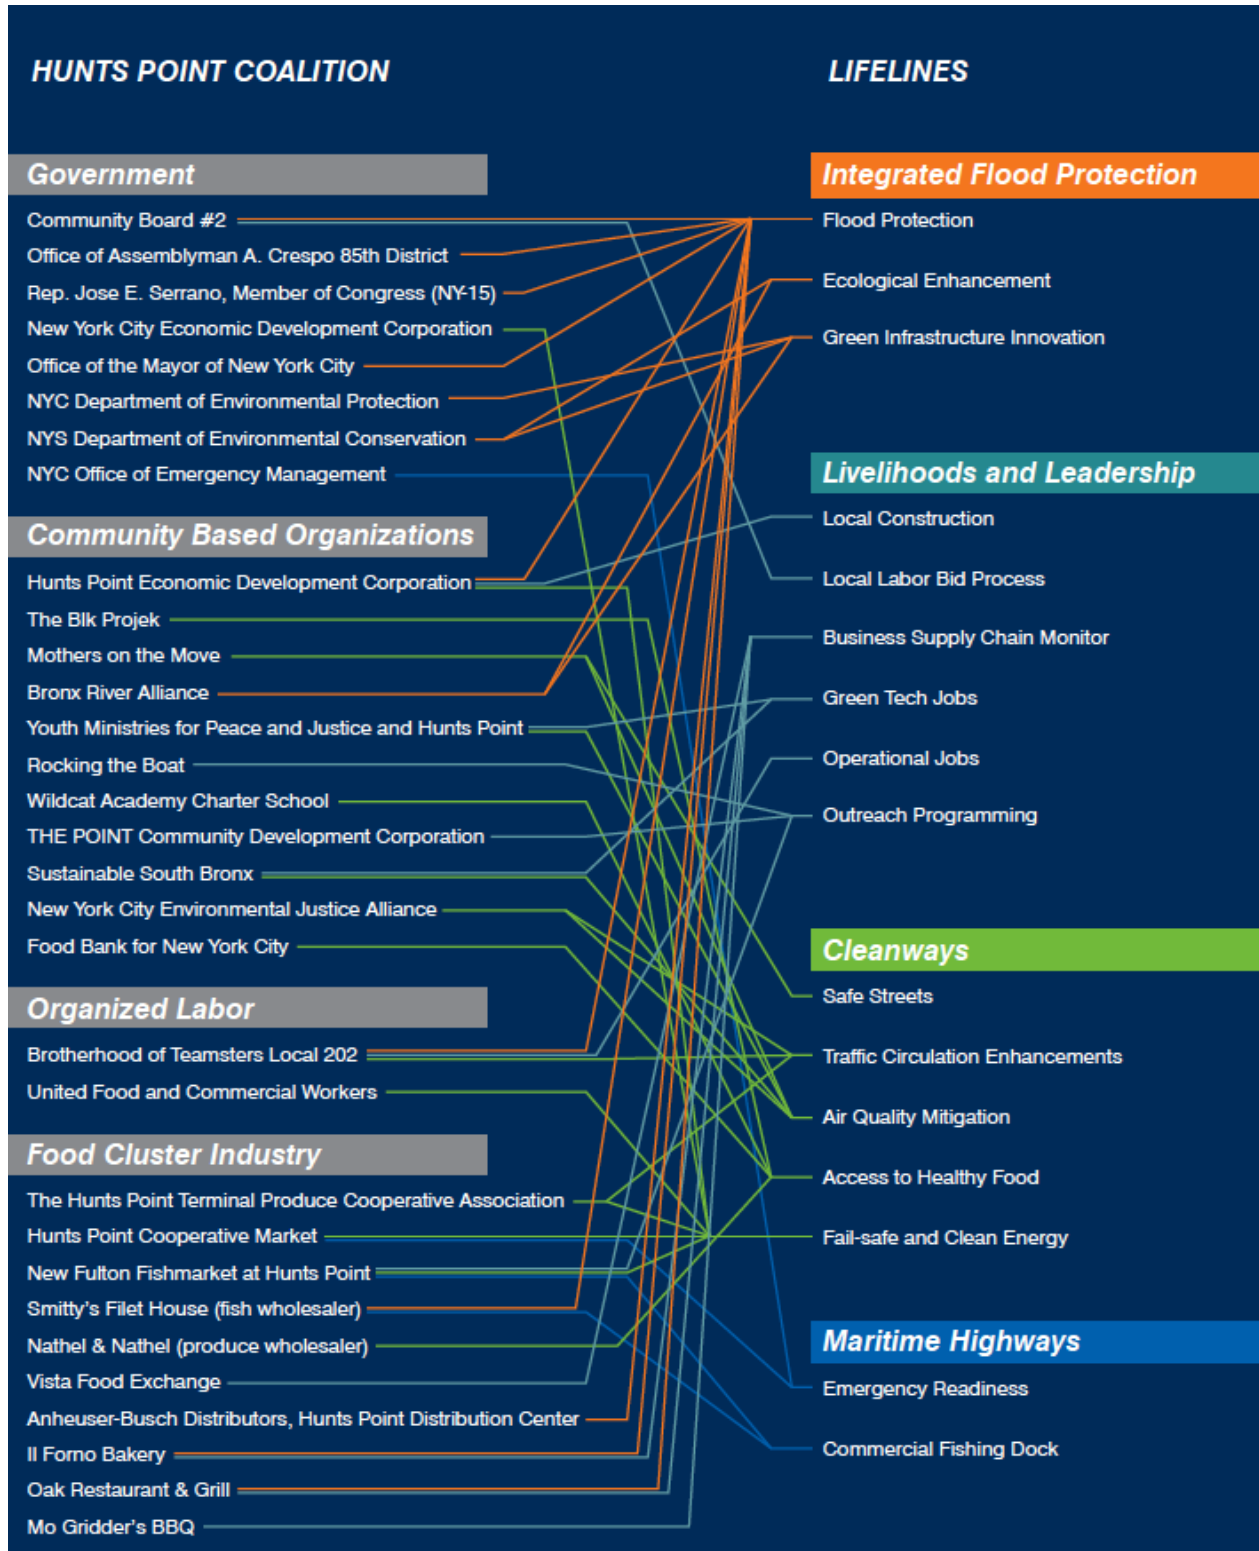 HUNTS POINT COALITION
LIFELINES
Government
Community Board #2
Office of Assemblyman A. Crespo 85th District
Rep. Jose E. Serrano, Member of Congress (NY-15)
New York City Economic Development Corporation
Office of the Mayor of New York City
NYC Department of Environmental Protection
NYS Department of Environmental Conservation
NYC Office of Emergency Management
Community Based Organizations
Hunts Point Economic Development Corporation
The Blk Projek
Mothers on the Move
Bronx River Alliance
Youth Ministries for Peace and Justice and Hunts Point
Rocking the Boat
Wildcat Academy Charter School
THE POINT Community Development Corporation
Sustainable South Bronx
New York City Environmental Justice Alliance
Food Bank for New York City
Organized Labor
Brotherhood of Teamsters Local 202
United Food and Commercial Workers
Food Cluster Industry
The Hunts Point Terminal Produce Cooperative Association
Hunts Point Cooperative Market
New Fulton Fishmarket at Hunts Point
Smitty's Filet House (fish wholesaler)
Nathel & Nathel (produce wholesaler)
Vista Food Exchange
Anheuser-Busch Distributors, Hunts Point Distribution Center
Il Forno Bakery
Oak Restaurant & Grill
Mo Gridder's BBQ
Integrated Flood Protection
Flood Protection
Ecological Enhancement
Green Infrastructure Innovation
Livelihoods and Leadership
Local Construction
Local Labor Bid Process
Business Supply Chain Monitor
Green Tech Jobs
Operational Jobs
Outreach Programming
Cleanways
Safe Streets
Traffic Circulation Enhancements
Air Quality Mitigation
Access to Healthy Food
Fail-safe and Clean Energy
Maritime Highways
Emergency Readiness
Commercial Fishing Dock